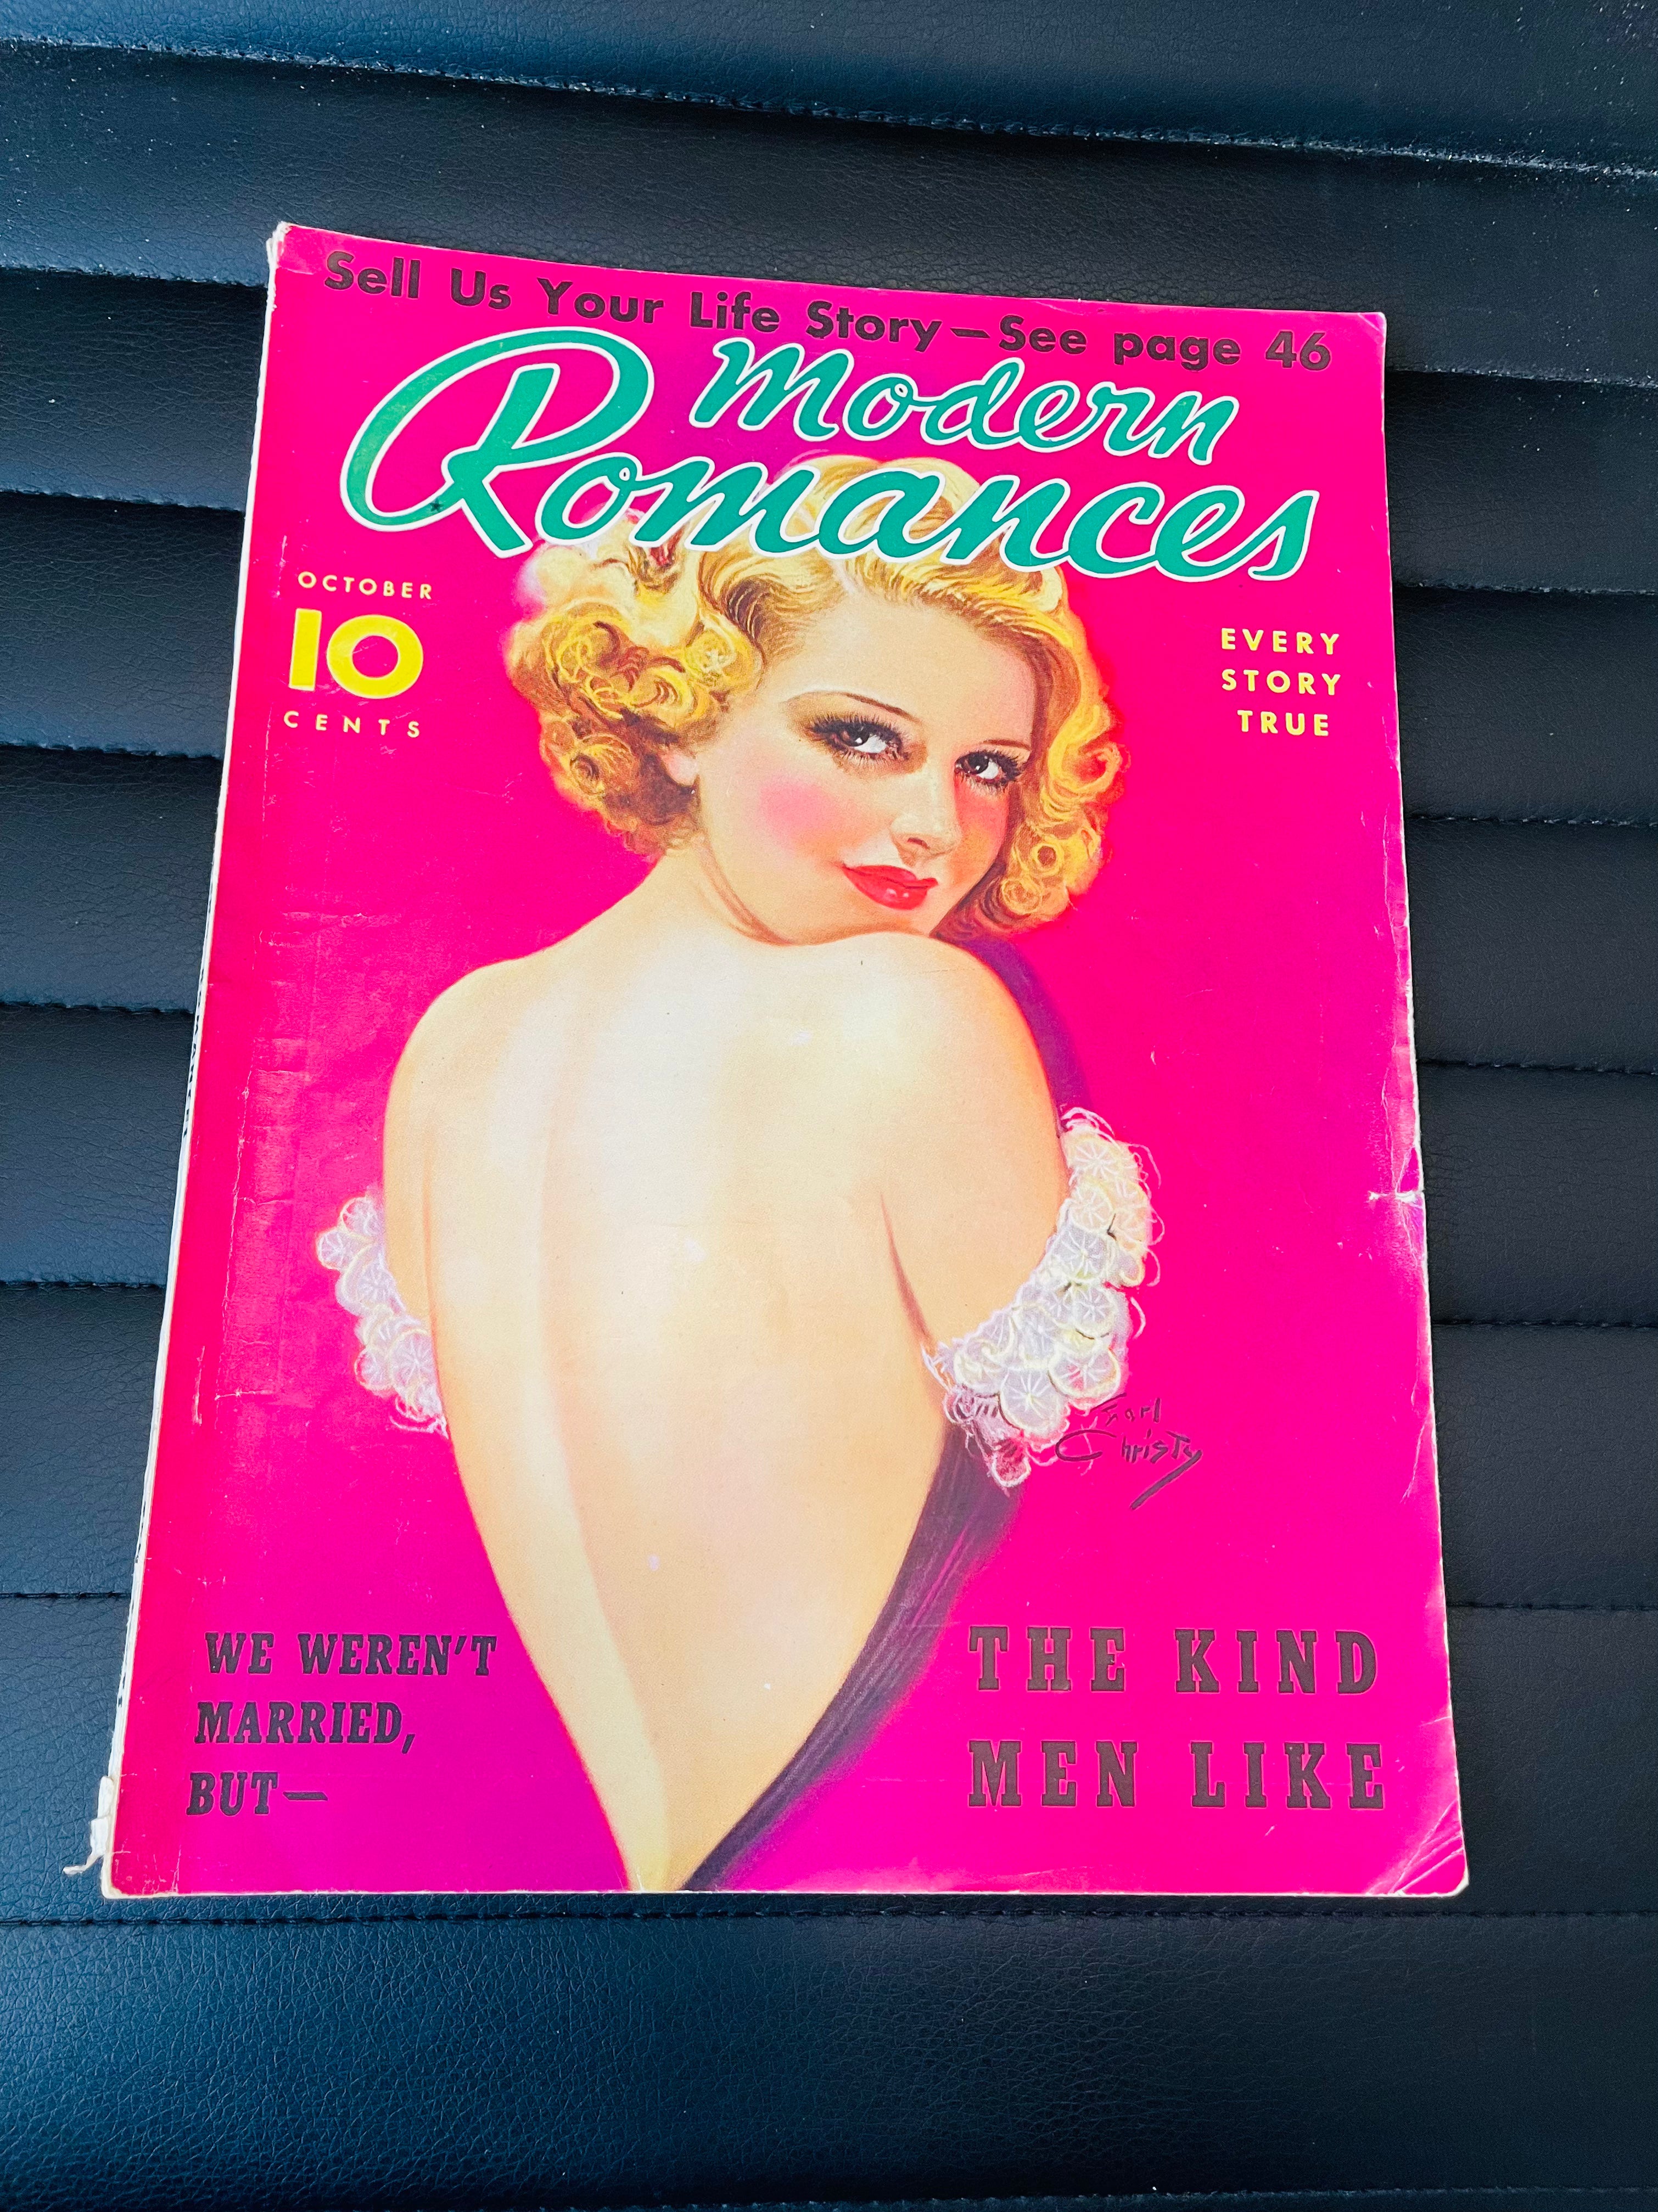 Sell Us Your Life Story—See page 46
Modern
Romances
OCTOBER
10
CENTS
EVERY
STORY
TRUE
Earl
Christy
WE WEREN'T
MARRIED,
BUT—
THE KIND
MEN LIKE